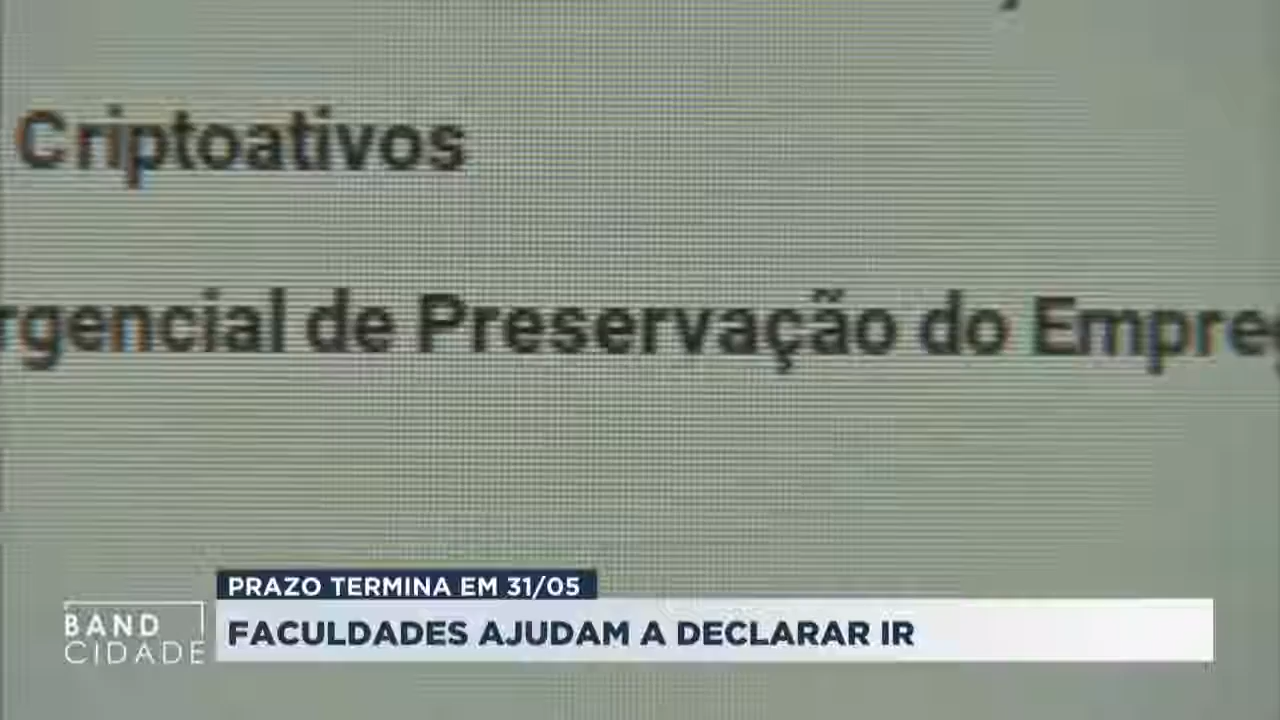 Criptoativos
rgencial de Preservação do Empre
PRAZO TERMINA EM 31/05
BAND
CIDADE
FACULDADES AJUDAM A DECLARAR IR